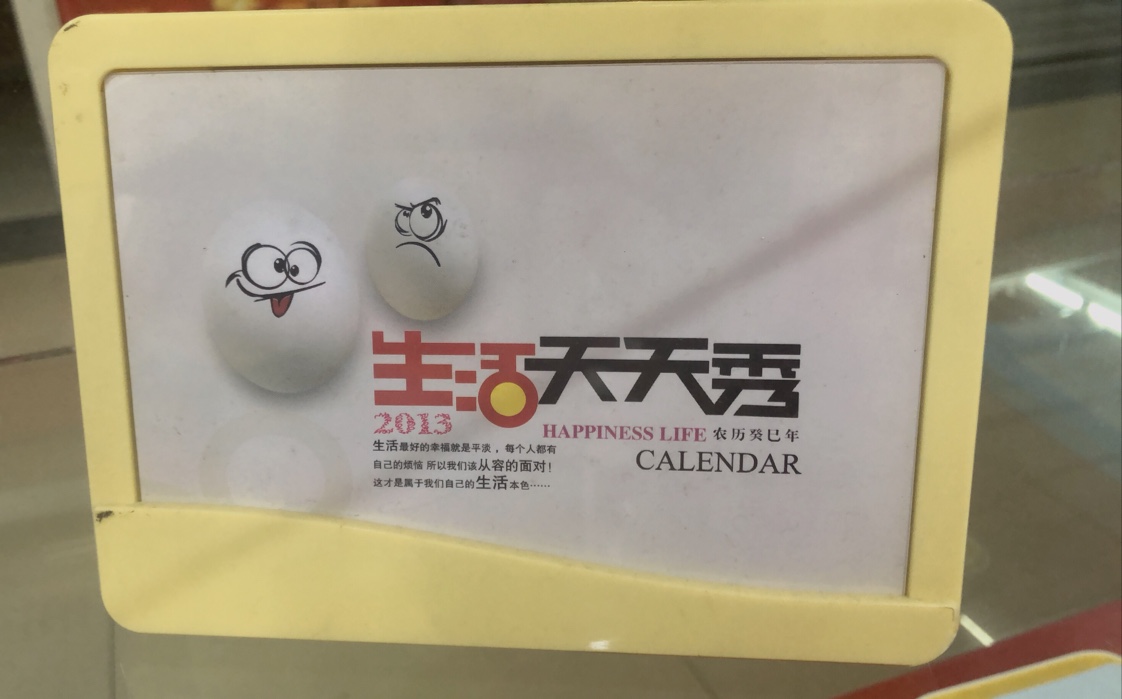 生活天天秀
2013
HAPPINESS LIFE 农历癸巳年
CALENDAR
生活最好的幸福就是平淡，每个人都有
自己的烦恼 所以我们该从容的面对！
这才是属于我们自己的生活本色……